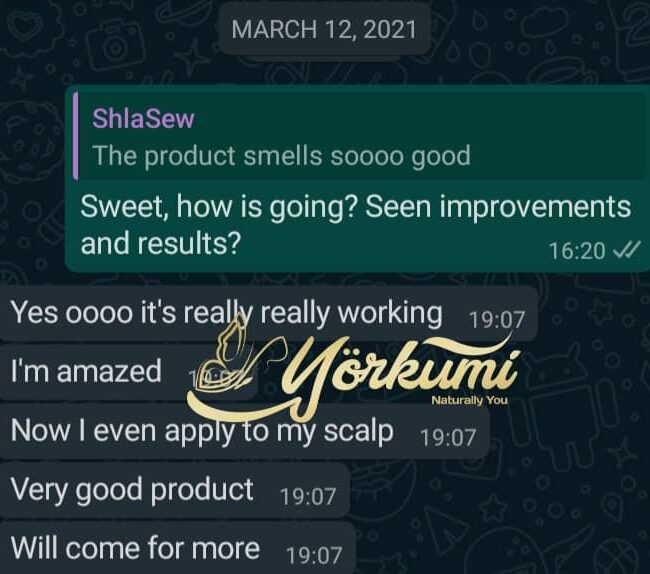 MARCH 12, 2021
ShlaSew
The product smells soooo good
Sweet, how is going? Seen improvements
and results?
16:20
Yes oooo it's really really working 19:07
I'm amazed 19:07
Yörkumi
Naturally You
Now I even apply to my scalp 19:07
Very good product 19:07
Will come for more 19:07